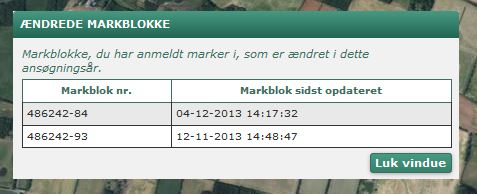 ÆNDREDE MARKBLOKKE
Markblokke, du har anmeldt marker i, som er ændret i dette
ansøgningsår.
Markblok nr. Markblok sidst opdateret
486242-84 04-12-2013 14:17:32
486242-93 12-11-2013 14:48:47
Luk vindue